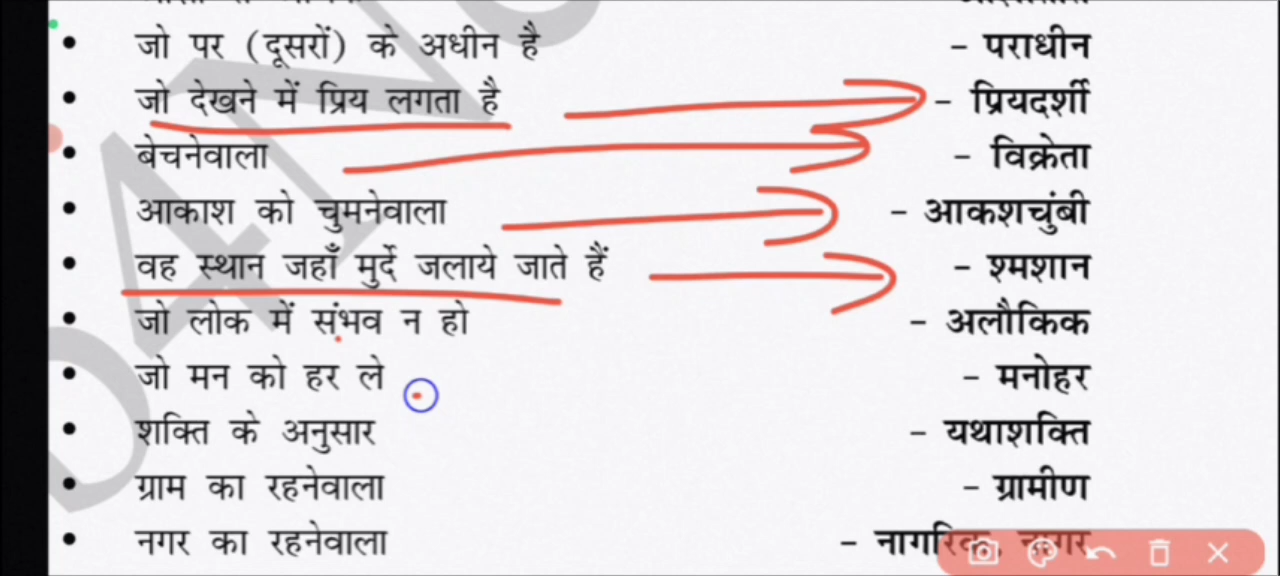 जो पर (दूसरों) के अधीन है - पराधीन
जो देखने में प्रिय लगता है - प्रियदर्शी
बेचनेवाला - विक्रेता
आकाश को चुमनेवाला - आकशचुंबी
वह स्थान जहाँ मुर्दे जलाये जाते हैं - श्मशान
जो लोक में संभव न हो - अलौकिक
जो मन को हर ले - मनोहर
शक्ति के अनुसार - यथाशक्ति
ग्राम का रहनेवाला - ग्रामीण
नगर का रहनेवाला -